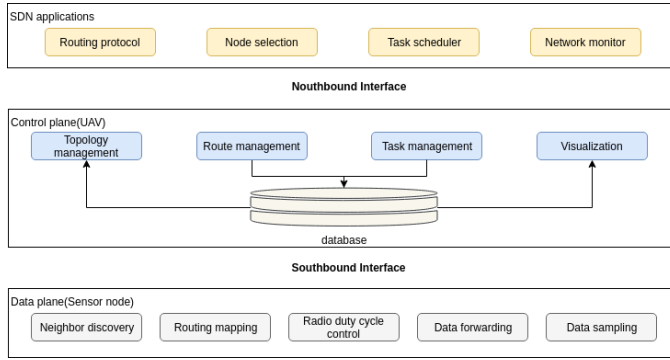 SDN applications
Routing protocol
Node selection
Task scheduler
Network monitor
Nouthbound Interface
Control plane(UAV)
Topology
management
Route management
Task management
Visualization
database
Southbound Interface
Data plane(Sensor node)
Neighbor discovery
Routing mapping
Radio duty cycle
control
Data forwarding
Data sampling